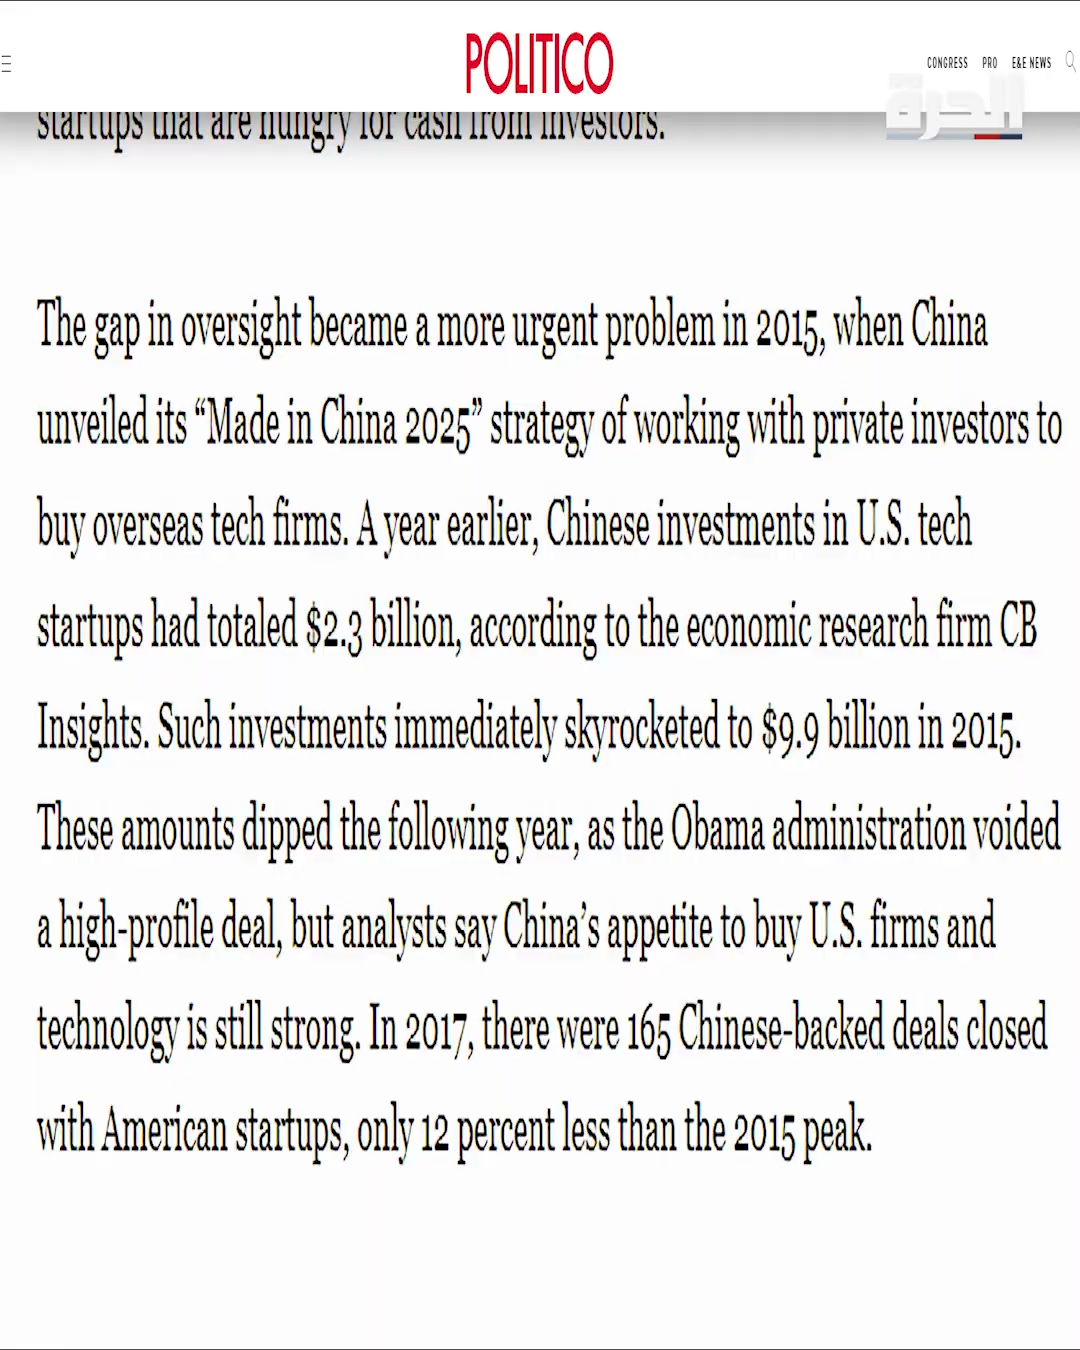 POLITICO
CONGRESS PRO E&E NEWS
الحرة
startups that are hungry for cash from investors.
The gap in oversight became a more urgent problem in 2015, when China
unveiled its “Made in China 2025” strategy of working with private investors to
buy overseas tech firms. A year earlier, Chinese investments in U.S. tech
startups had totaled $2.3 billion, according to the economic research firm CB
Insights. Such investments immediately skyrocketed to $9.9 billion in 2015.
These amounts dipped the following year, as the Obama administration voided
a high-profile deal, but analysts say China’s appetite to buy U.S. firms and
technology is still strong. In 2017, there were 165 Chinese-backed deals closed
with American startups, only 12 percent less than the 2015 peak.